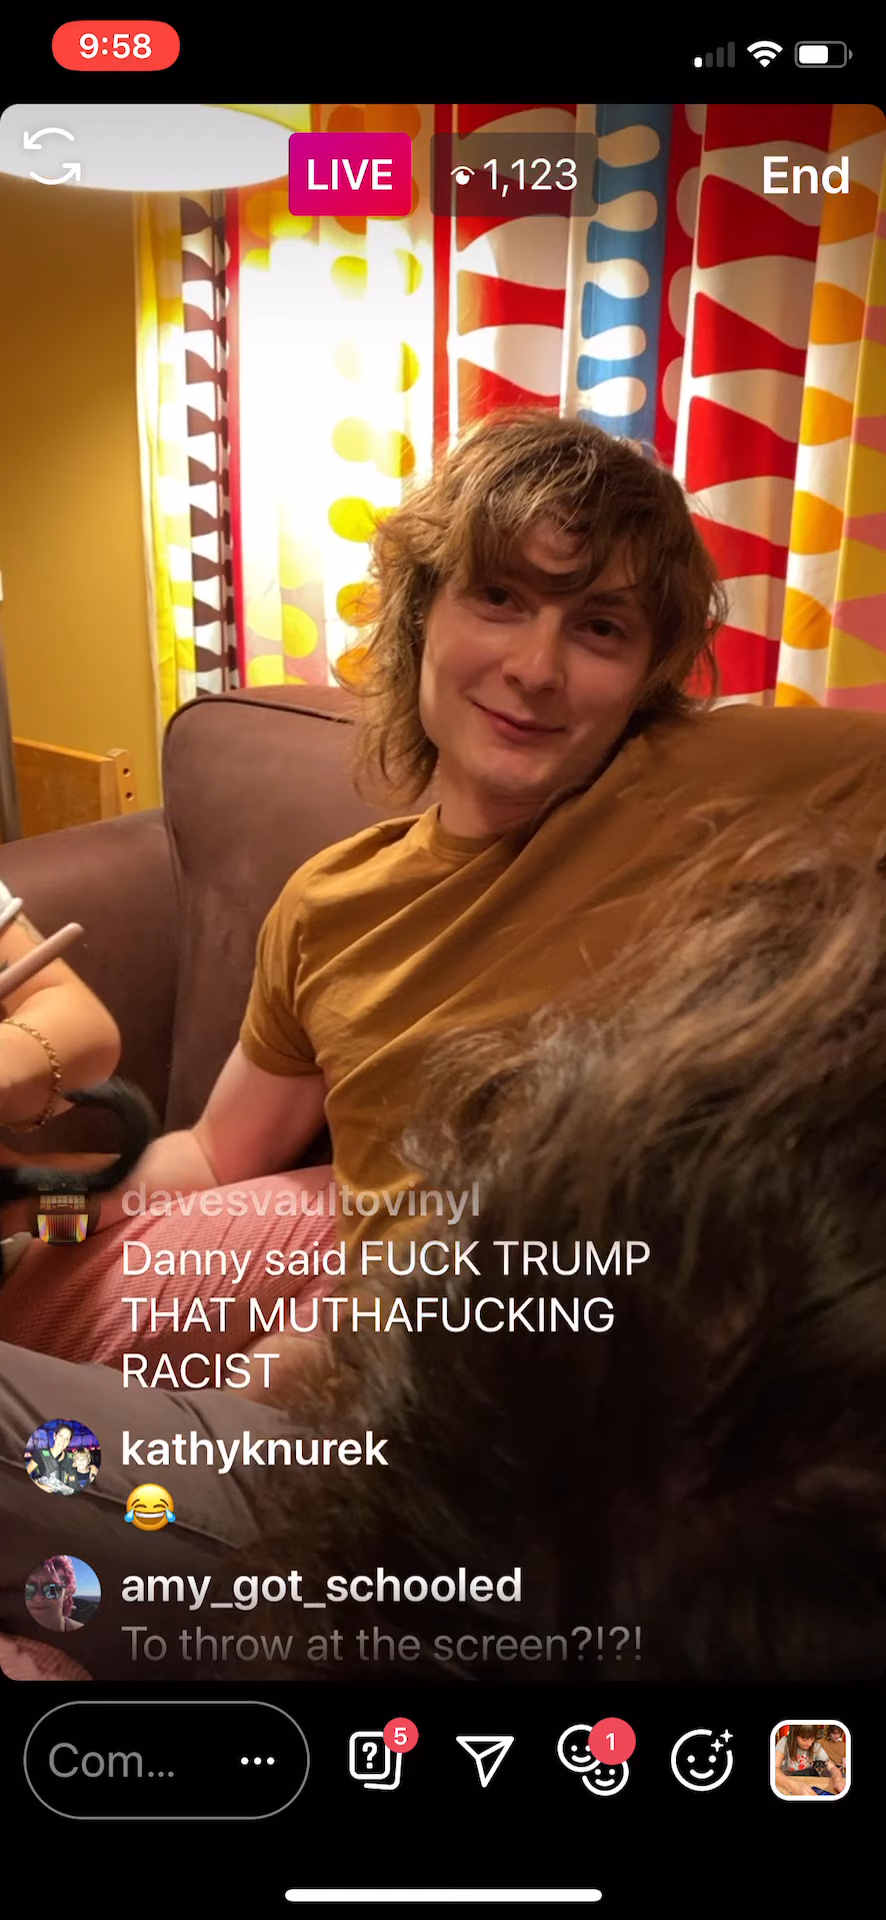 9:58
LIVE
1,123
End
davesvaultovinyl
Danny said FUCK TRUMP
THAT MUTHAFUCKING
RACIST
kathyknurek
😂
amy_got_schooled
To throw at the screen?!?!
Com...
5
?
1